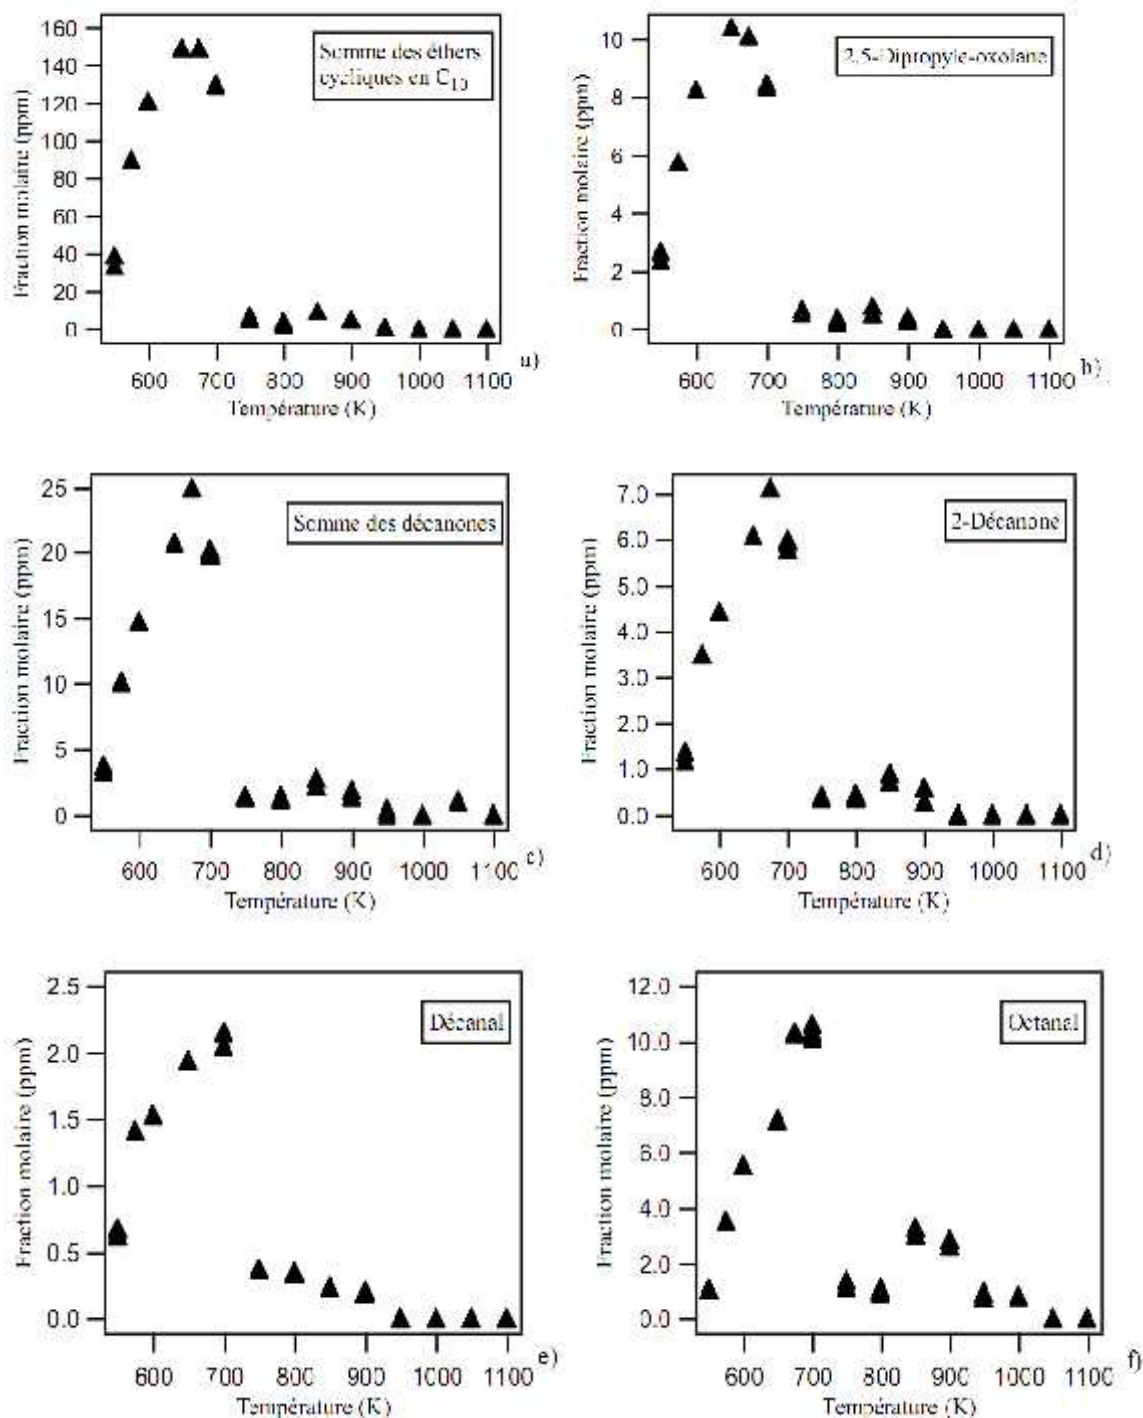 160
140
120
100
80
60
40
20
0
Fraction molaire (ppm)
Somme des éthers
cycliques en C10
600 700 800 900 1000 1100
Température (K)
a)
10
8
6
4
2
0
Fraction molaire (ppm)
2,5-Dipropyle-oxolane
600 700 800 900 1000 1100
Température (K)
b)
25
20
15
10
5
0
Fraction molaire (ppm)
Somme des décanones
600 700 800 900 1000 1100
Température (K)
c)
7.0
6.0
5.0
4.0
3.0
2.0
1.0
0.0
Fraction molaire (ppm)
2-Décanone
600 700 800 900 1000 1100
Température (K)
d)
2.5
2.0
1.5
1.0
0.5
0.0
Fraction molaire (ppm)
Décanal
600 700 800 900 1000 1100
Température (K)
e)
12.0
10.0
8.0
6.0
4.0
2.0
0.0
Fraction molaire (ppm)
Octanal
600 700 800 900 1000 1100
Température (K)
f)